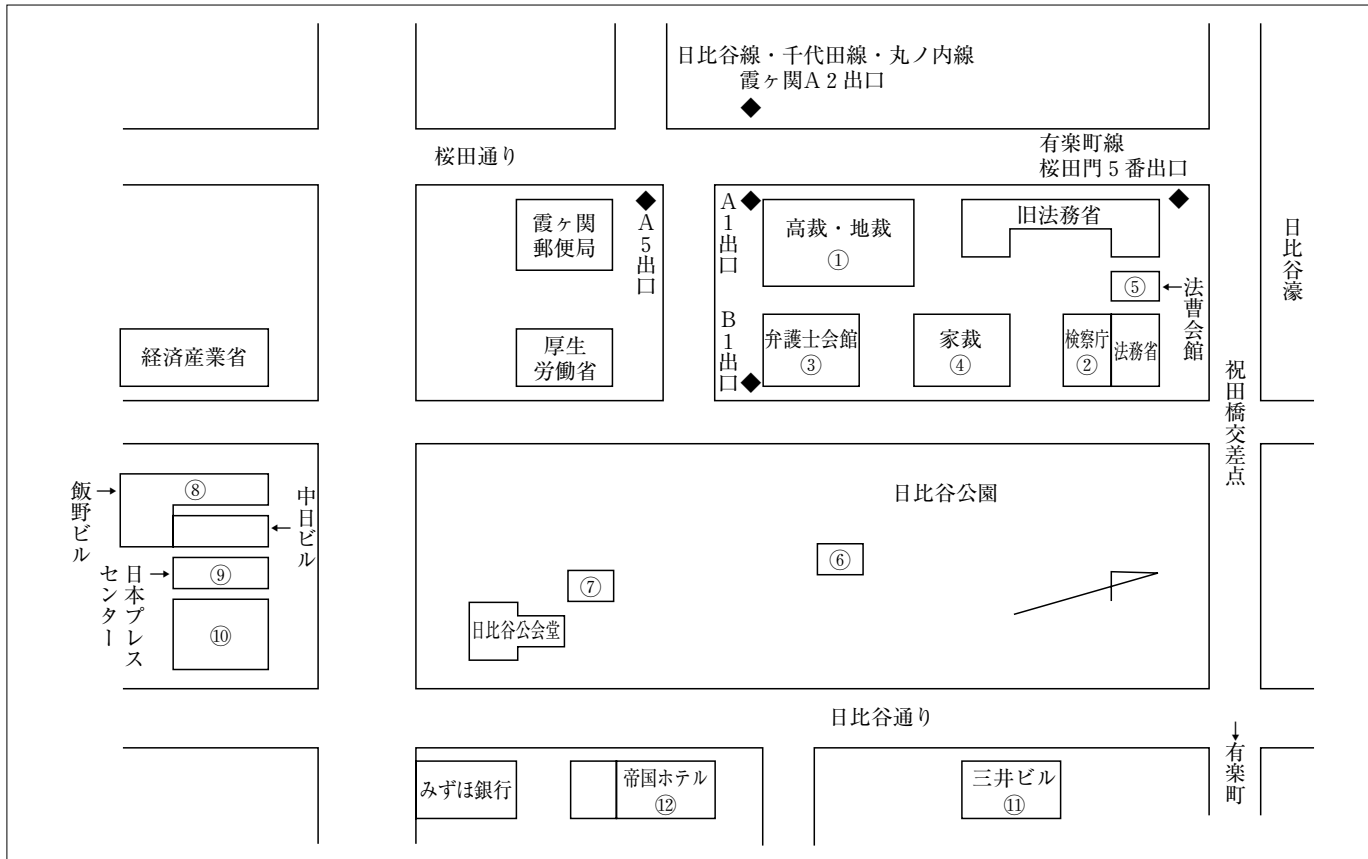 日比谷線・千代田線・丸ノ内線
霞ヶ関A２出口
桜田通り
有楽町線
桜田門５番出口
霞ヶ関
郵便局
A５出口
A１出口
高裁・地裁
①
旧法務省
日比谷濠
⑤
法曹会館
経済産業省
厚生
労働省
B１出口
弁護士会館
③
家裁
④
検察庁
②
法務省
祝田橋交差点
飯野ビル
⑧
中日ビル
日比谷公園
日本プレス
センター
⑨
⑩
⑦
⑥
日比谷公会堂
日比谷通り
有楽町
みずほ銀行
帝国ホテル
⑫
三井ビル
⑪